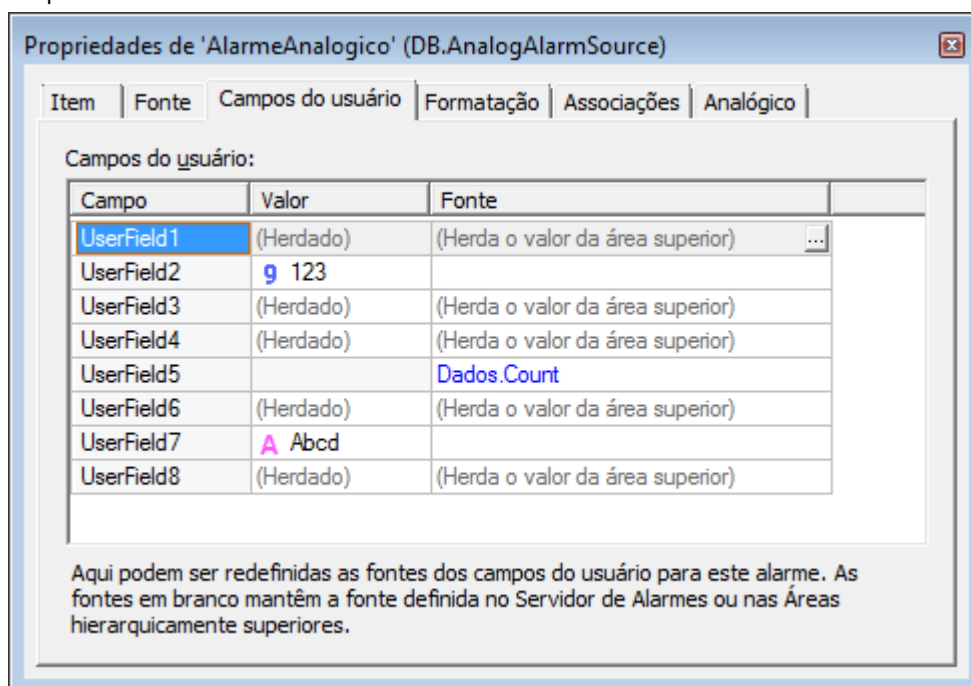 Propriedades de 'AlarmeAnalogico' (DB.AnalogAlarmSource)
Item Fonte Campos do usuário Formatação Associações Analógico
Campos do usuário:
Campo Valor Fonte
UserField1 (Herdado) (Herda o valor da área superior) ...
UserField2 9 123
UserField3 (Herdado) (Herda o valor da área superior)
UserField4 (Herdado) (Herda o valor da área superior)
UserField5 Dados.Count
UserField6 (Herdado) (Herda o valor da área superior)
UserField7 A Abcd
UserField8 (Herdado) (Herda o valor da área superior)
Aqui podem ser redefinidas as fontes dos campos do usuário para este alarme. As
fontes em branco mantêm a fonte definida no Servidor de Alarmes ou nas Áreas
hierarquicamente superiores.